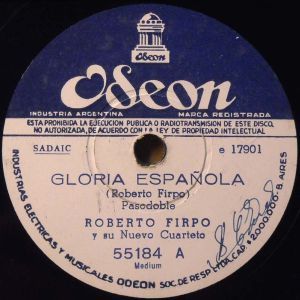 ODEON
Odeon
INDUSTRIA ARGENTINA
MARCA REGISTRADA
ESTA PROHIBIDA LA EJECUCION PUBLICA O RADIOTRANSMISION DE ESTE DISCO,
NO AUTORIZADA, DE ACUERDO CON LA LEY DE PROPIEDAD INTELECTUAL
SADAIC
e 17901
GLORIA ESPAÑOLA
(Roberto Firpo)
Pasodoble
ROBERTO FIRPO
y su Nuevo Cuarteto
55184 A
Medium
INDUSTRIAS ELECTRICAS Y MUSICALES ODEON SOC. DE RESP. LTDA. CAP. $2.000.000- B. AIRES